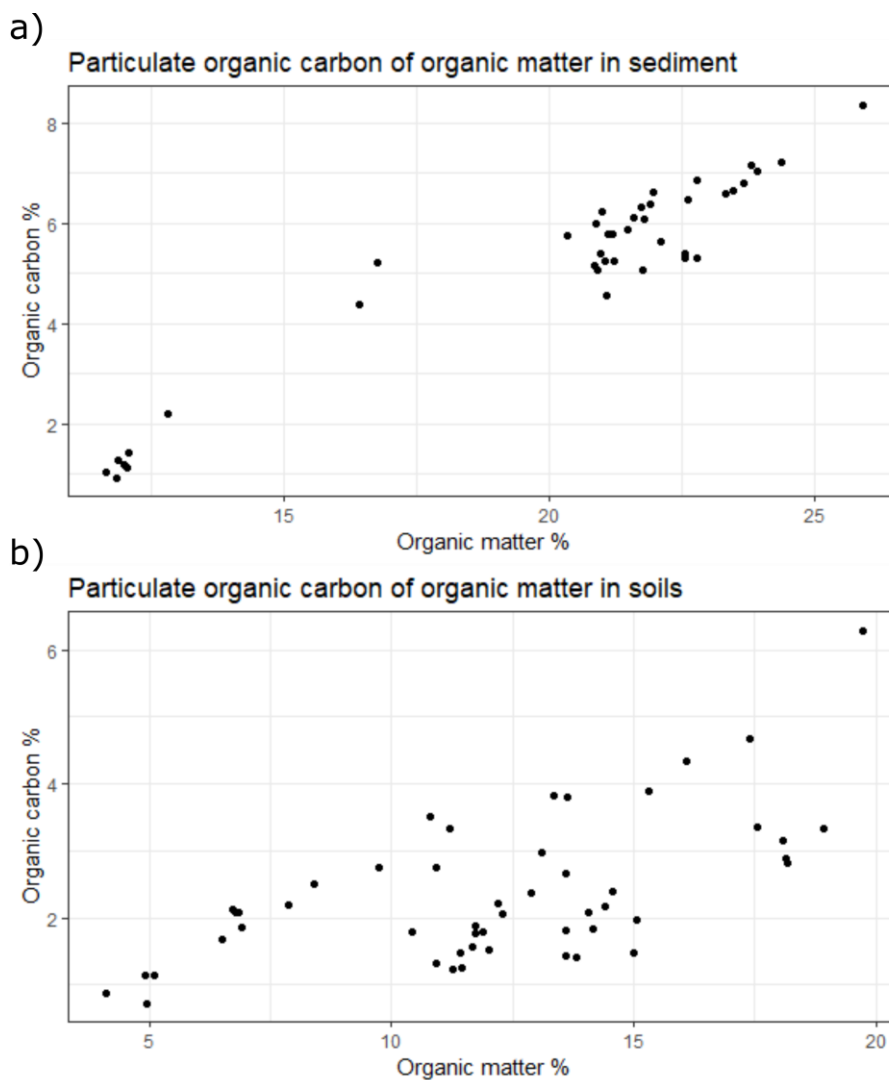 a)
Particulate organic carbon of organic matter in sediment
8
6
4
2
Organic carbon %
15
20
25
Organic matter %
b)
Particulate organic carbon of organic matter in soils
6
4
2
Organic carbon %
5
10
15
20
Organic matter %